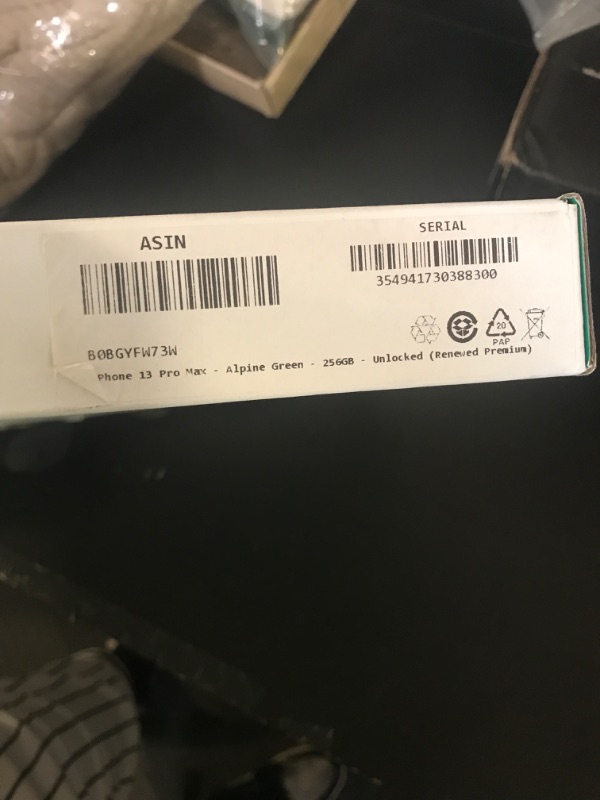 ASIN
SERIAL
354941730388300
20
PAP
B0BGYFW73W
Phone 13 Pro Max - Alpine Green - 256GB - Unlocked (Renewed Premium)